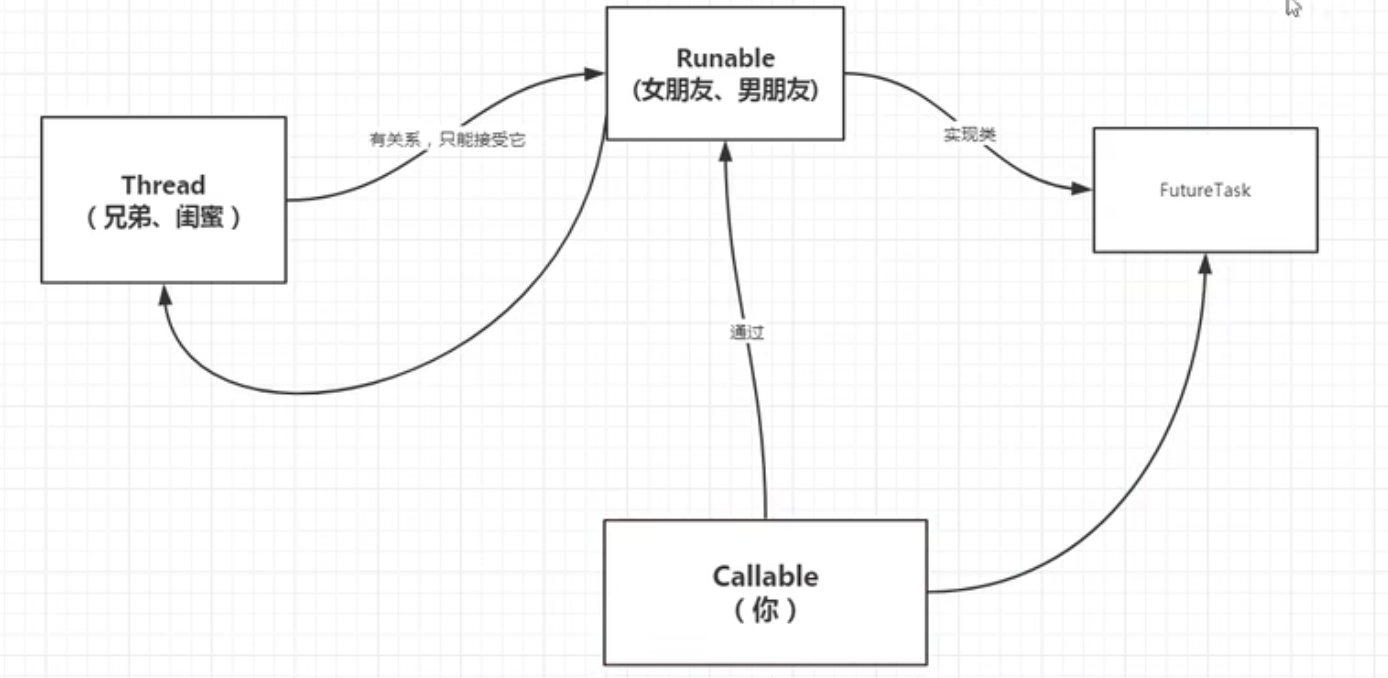 Runable
(女朋友、男朋友)
有关系，只能接受它
实现类
Thread
（兄弟、闺蜜）
FutureTask
通过
Callable
（你）